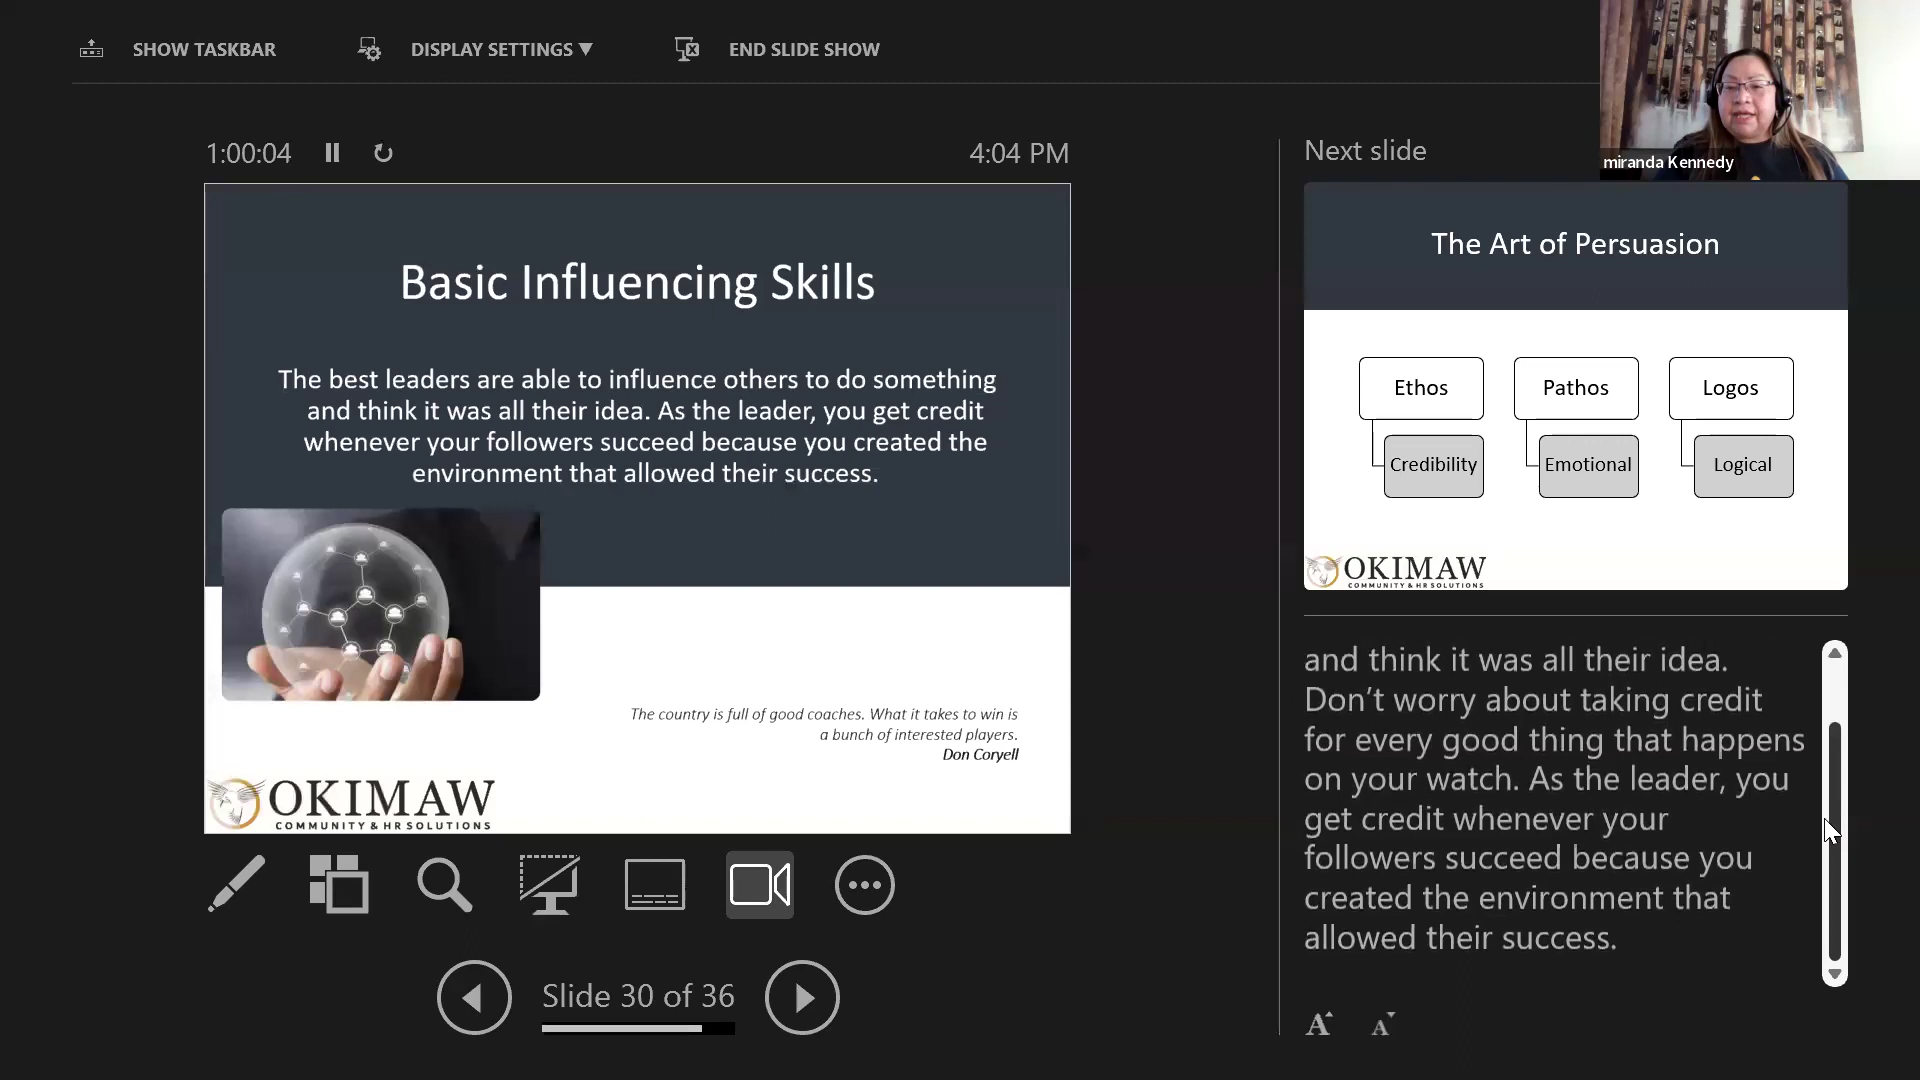 SHOW TASKBAR
DISPLAY SETTINGS ▼
END SLIDE SHOW
miranda Kennedy
1:00:04
4:04 PM
Basic Influencing Skills
The best leaders are able to influence others to do something
and think it was all their idea. As the leader, you get credit
whenever your followers succeed because you created the
environment that allowed their success.
The country is full of good coaches. What it takes to win is
a bunch of interested players.
Don Coryell
OKIMAW
COMMUNITY & HR SOLUTIONS
Slide 30 of 36
Next slide
The Art of Persuasion
Ethos
Pathos
Logos
Credibility
Emotional
Logical
OKIMAW
COMMUNITY & HR SOLUTIONS
and think it was all their idea.
Don’t worry about taking credit
for every good thing that happens
on your watch. As the leader, you
get credit whenever your
followers succeed because you
created the environment that
allowed their success.
A
A